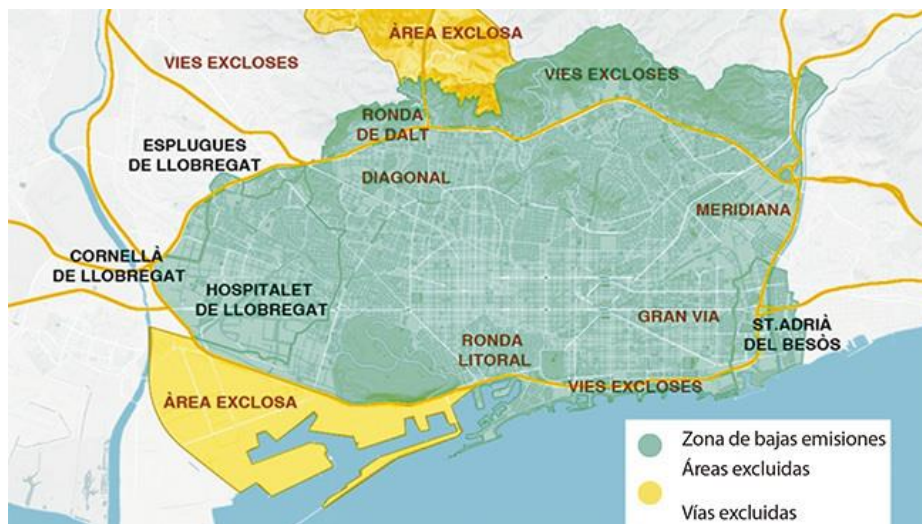 ÀREA EXCLOSA
VIES EXCLOSES
VIES EXCLOSES
RONDA
DE DALT
ESPLUGUES
DE LLOBREGAT
DIAGONAL
MERIDIANA
CORNELLÀ
DE LLOBREGAT
HOSPITALET
DE LLOBREGAT
GRAN VIA
ST.ADRIÀ
DEL BESÒS
RONDA
LITORAL
VIES EXCLOSES
ÀREA EXCLOSA
Zona de bajas emisiones
Áreas excluidas
Vías excluidas